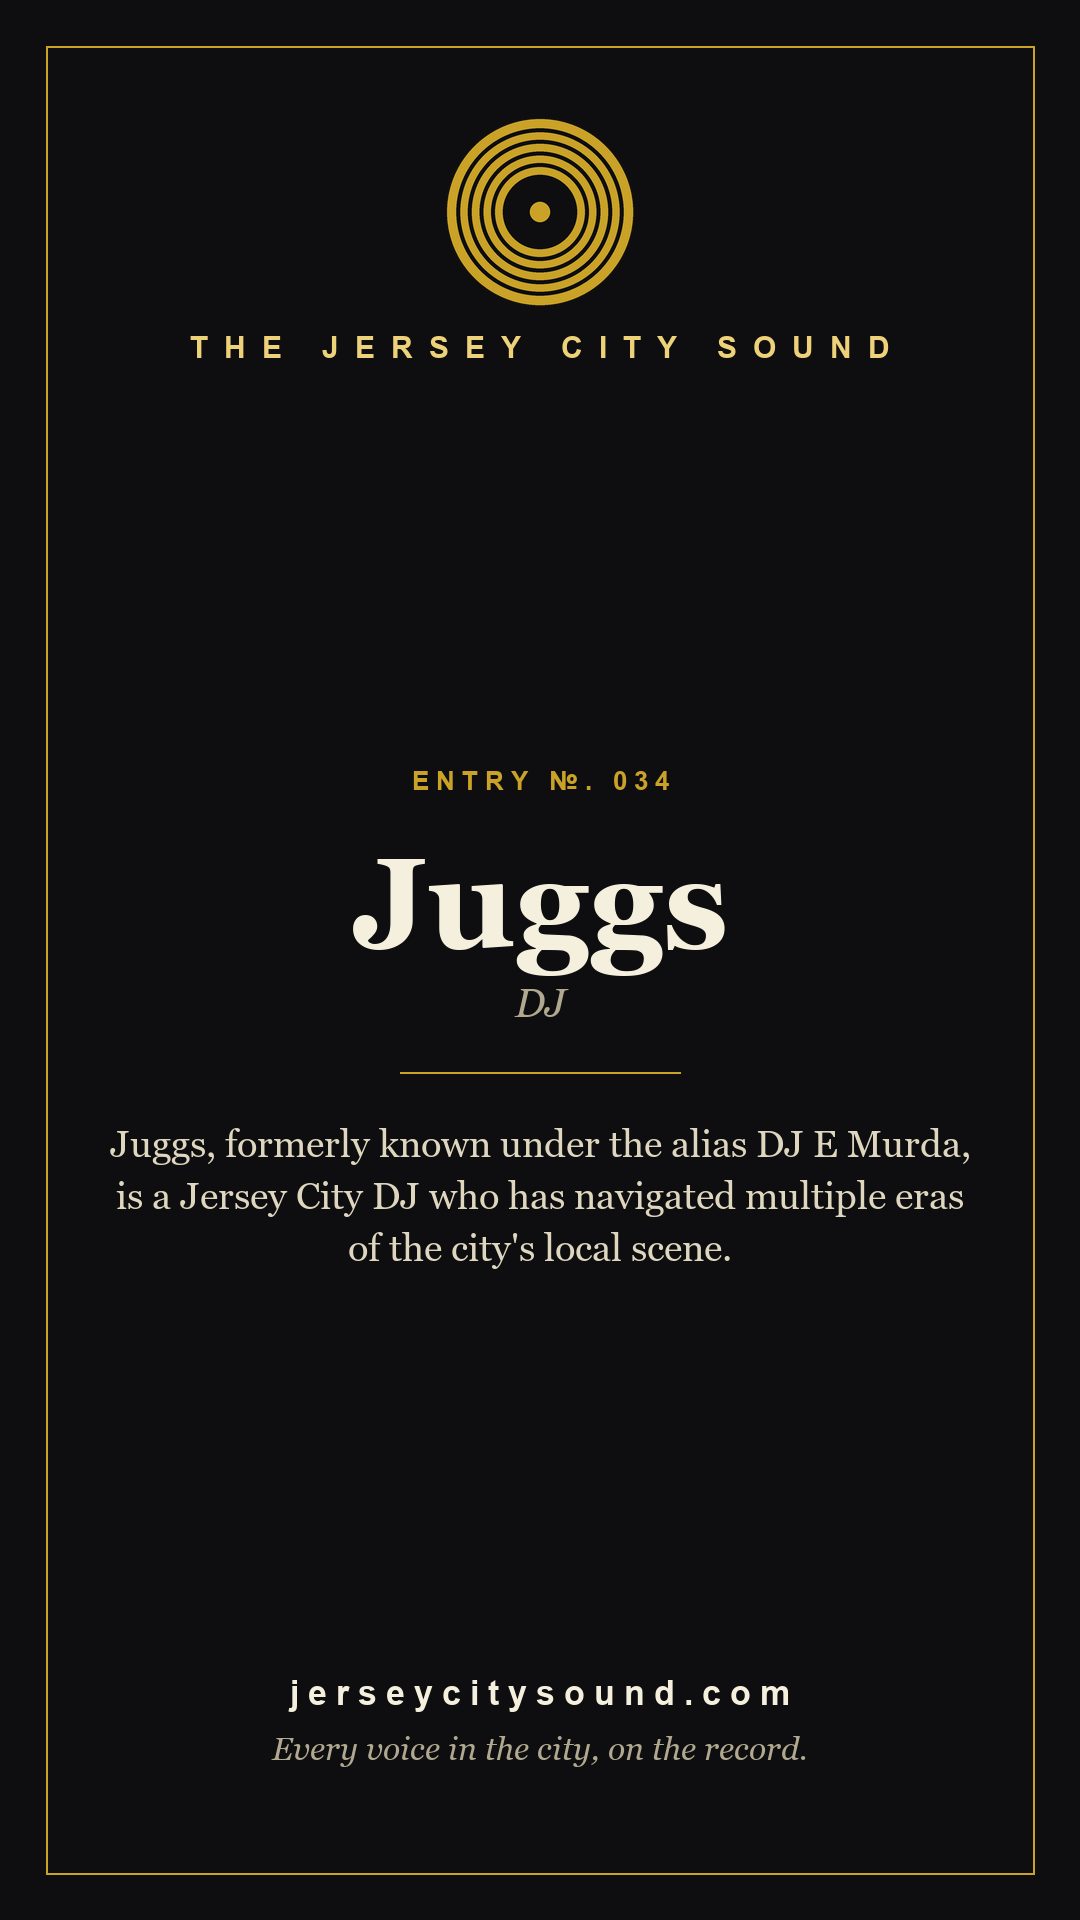 THE JERSEY CITY SOUND
ENTRY №. 034
Juggs
DJ
Juggs, formerly known under the alias DJ E Murda,
is a Jersey City DJ who has navigated multiple eras
of the city's local scene.
jerseycitysound.com
Every voice in the city, on the record.